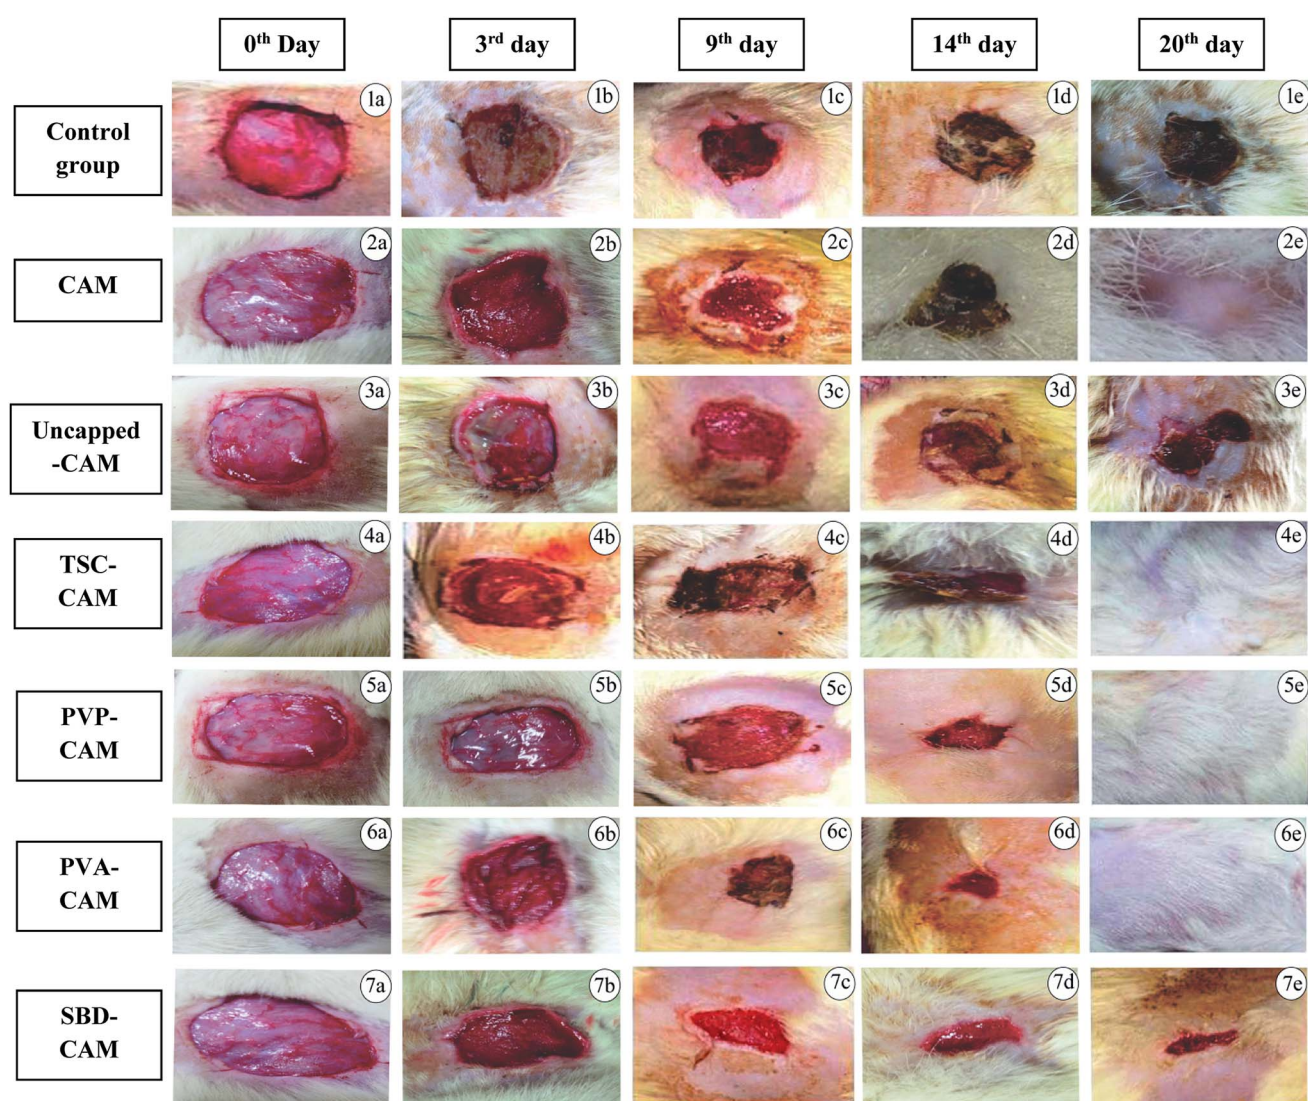 0th Day
3rd day
9th day
14th day
20th day
Control
group
1a
1b
1c
1d
1e
CAM
2a
2b
2c
2d
2e
Uncapped
-CAM
3a
3b
3c
3d
3e
TSC-
CAM
4a
4b
4c
4d
4e
PVP-
CAM
5a
5b
5c
5d
5e
PVA-
CAM
6a
6b
6c
6d
6e
SBD-
CAM
7a
7b
7c
7d
7e